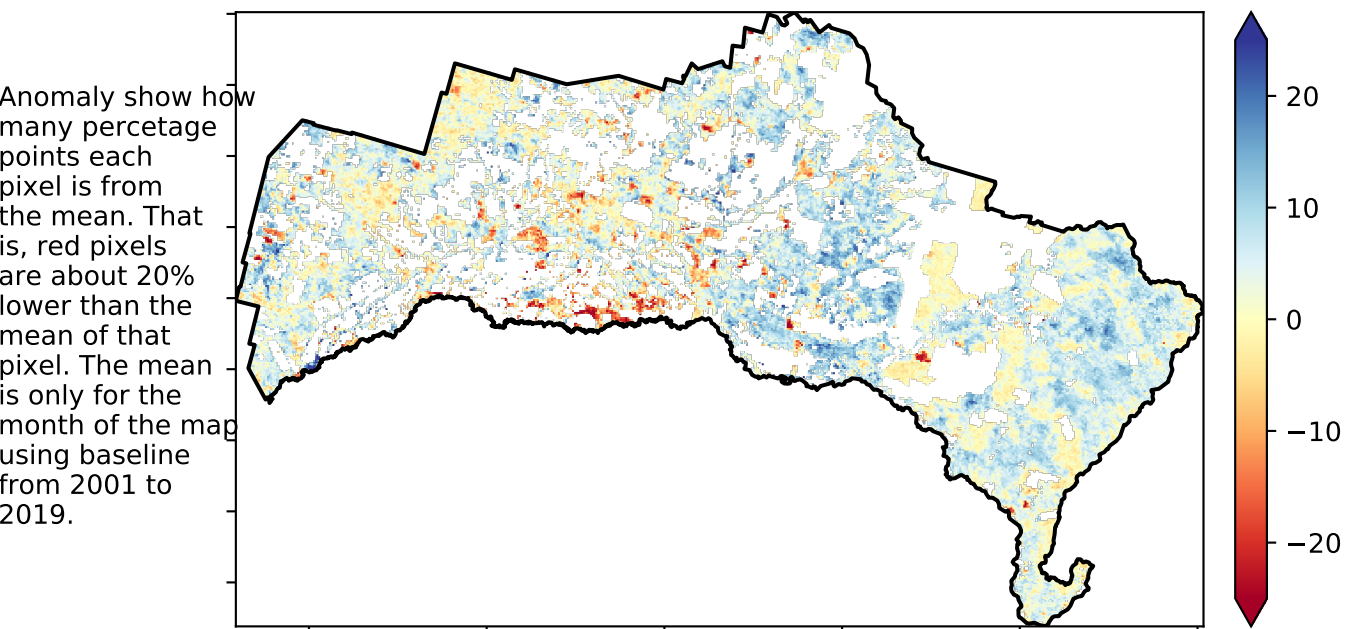 Anomaly show how
many percetage
points each
pixel is from
the mean. That
is, red pixels
are about 20%
lower than the
mean of that
pixel. The mean
is only for the
month of the map
using baseline
from 2001 to
2019.
20
10
0
−10
−20